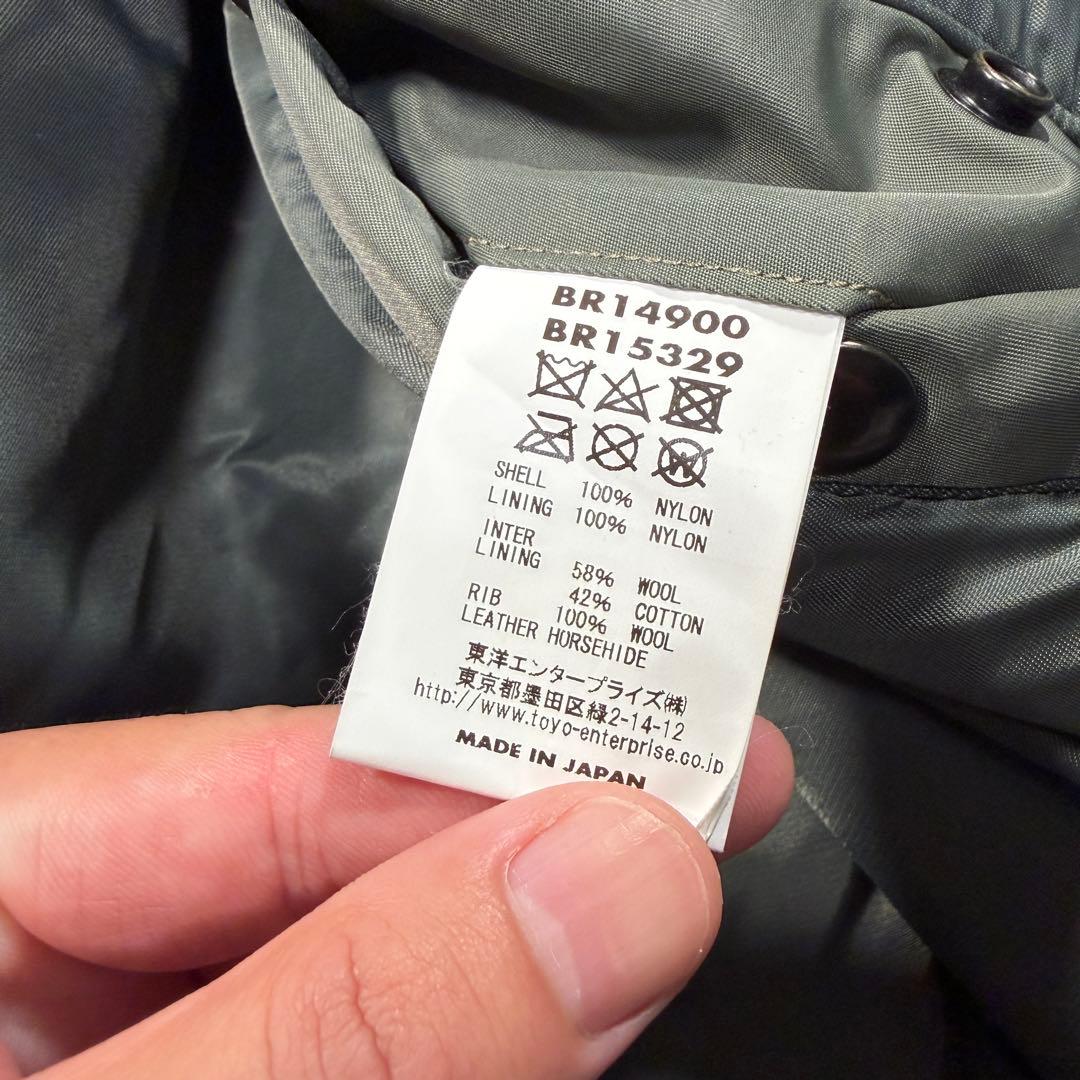 BR14900
BR15329
SHELL 100% NYLON
LINING 100% NYLON
INTER
LINING 58% WOOL
42% COTTON
RIB 100% WOOL
LEATHER HORSEHIDE
東洋エンタープライズ㈱
東京都墨田区緑2-14-12
http://www.toyo-enterprise.co.jp
MADE IN JAPAN